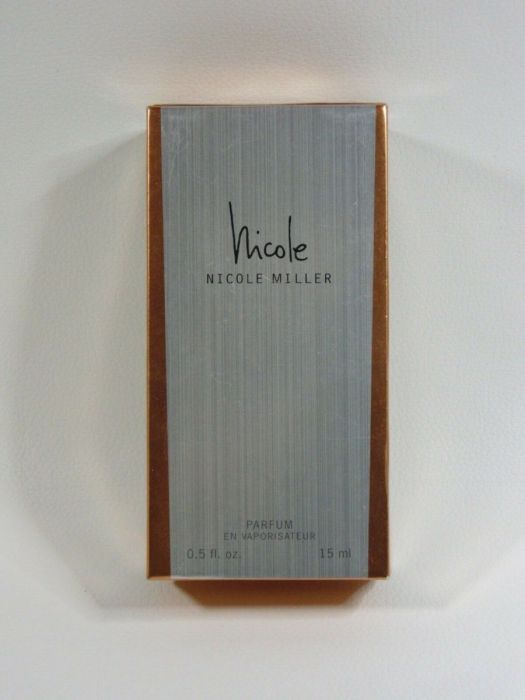 Nicole
NICOLE MILLER
PARFUM
EN VAPORISATEUR
0.5 fl. oz. 15 ml